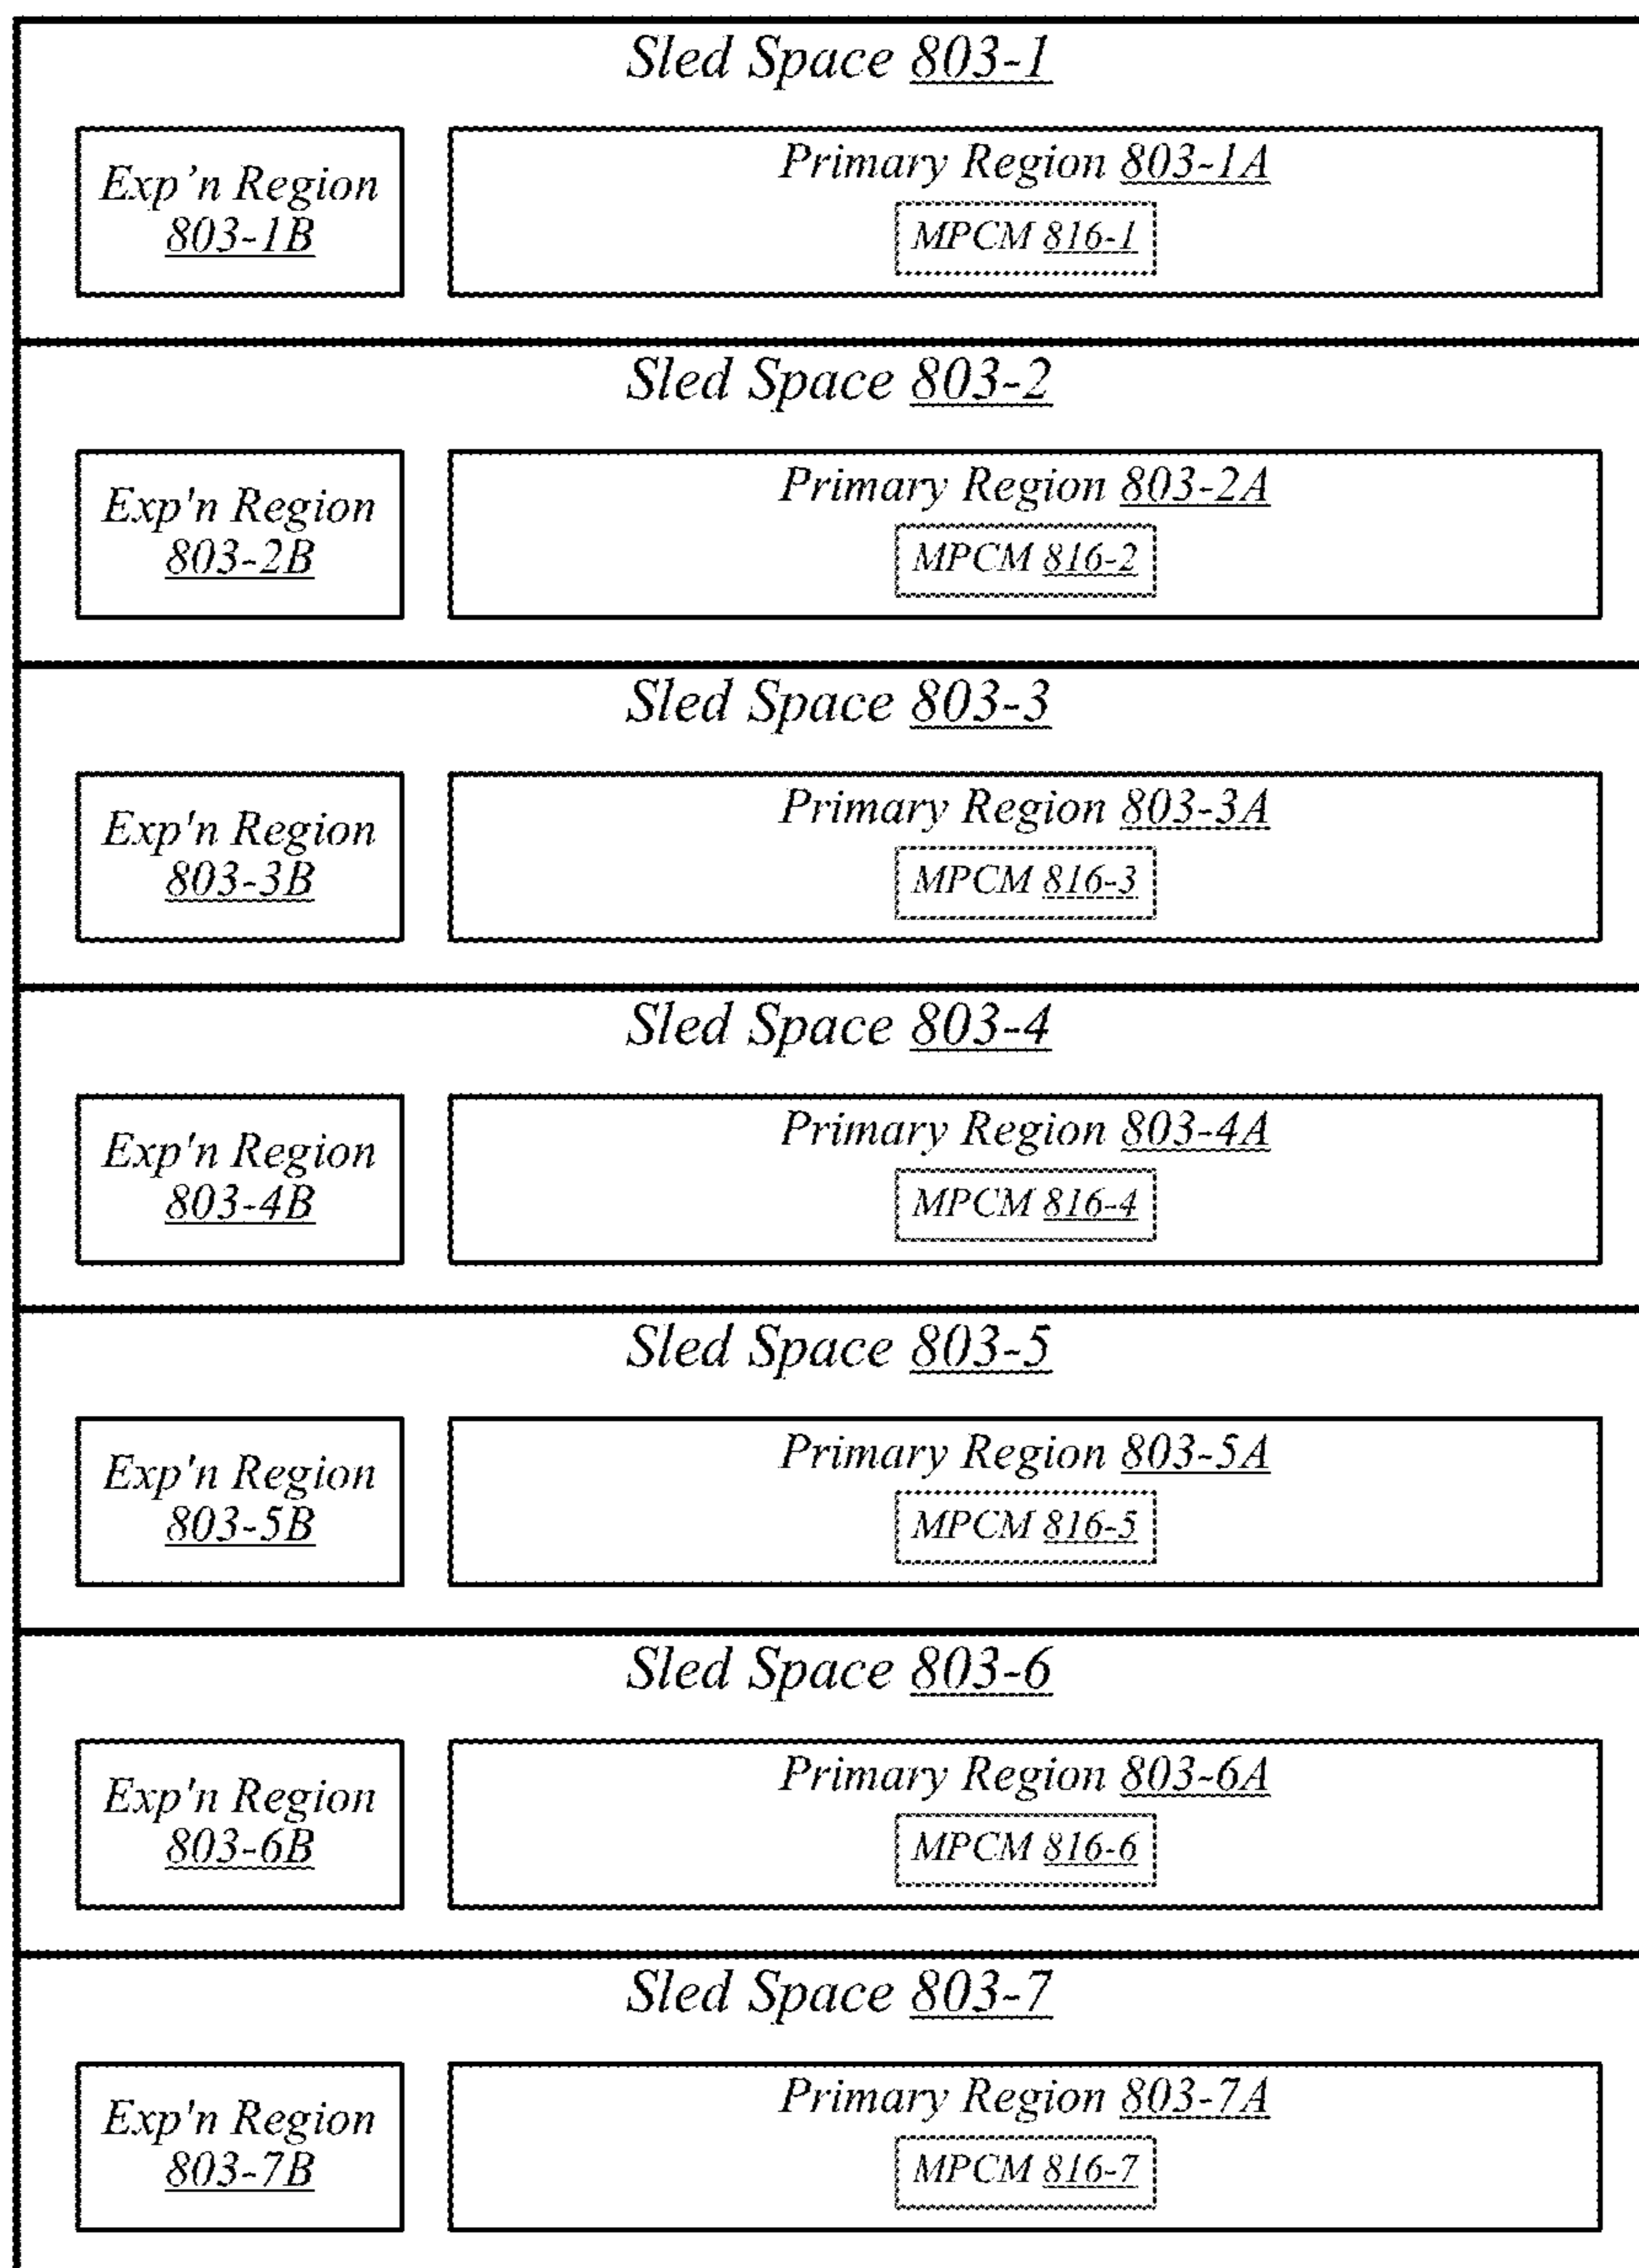 Sled Space 803-1
Exp’n Region
803-1B
Primary Region 803-1A
MPCM 816-1
Sled Space 803-2
Exp'n Region
803-2B
Primary Region 803-2A
MPCM 816-2
Sled Space 803-3
Exp'n Region
803-3B
Primary Region 803-3A
MPCM 816-3
Sled Space 803-4
Exp'n Region
803-4B
Primary Region 803-4A
MPCM 816-4
Sled Space 803-5
Exp'n Region
803-5B
Primary Region 803-5A
MPCM 816-5
Sled Space 803-6
Exp'n Region
803-6B
Primary Region 803-6A
MPCM 816-6
Sled Space 803-7
Exp'n Region
803-7B
Primary Region 803-7A
MPCM 816-7